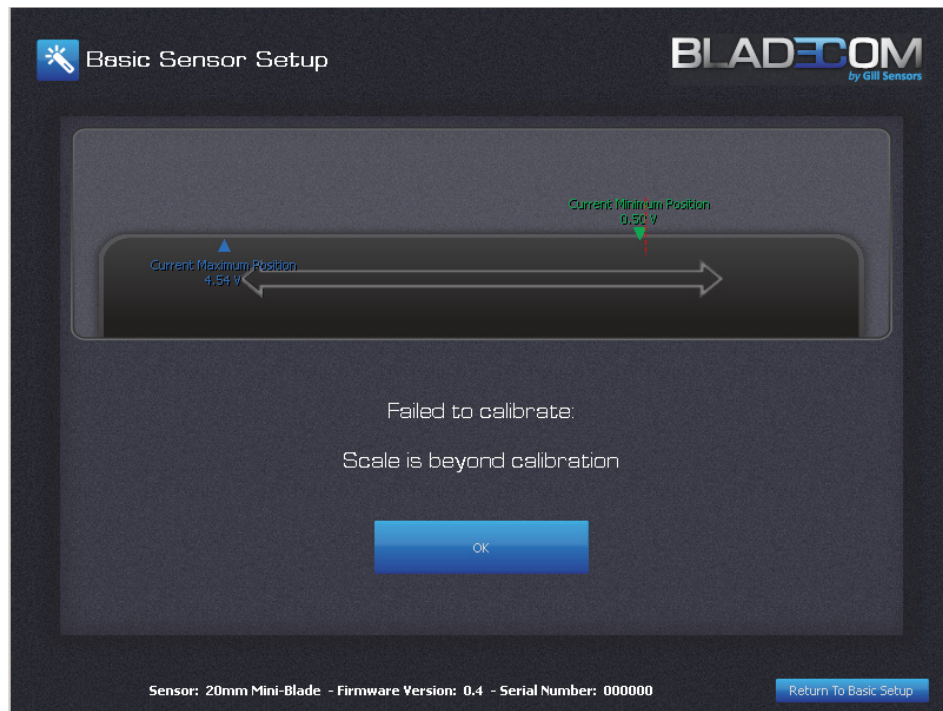 Basic Sensor Setup
BLADECOM
by Gill Sensors
Current Minimum Position
0.50 V
Current Maximum Position
4.54 V
Failed to calibrate:
Scale is beyond calibration
OK
Sensor: 20mm Mini-Blade - Firmware Version: 0.4 - Serial Number: 000000
Return To Basic Setup